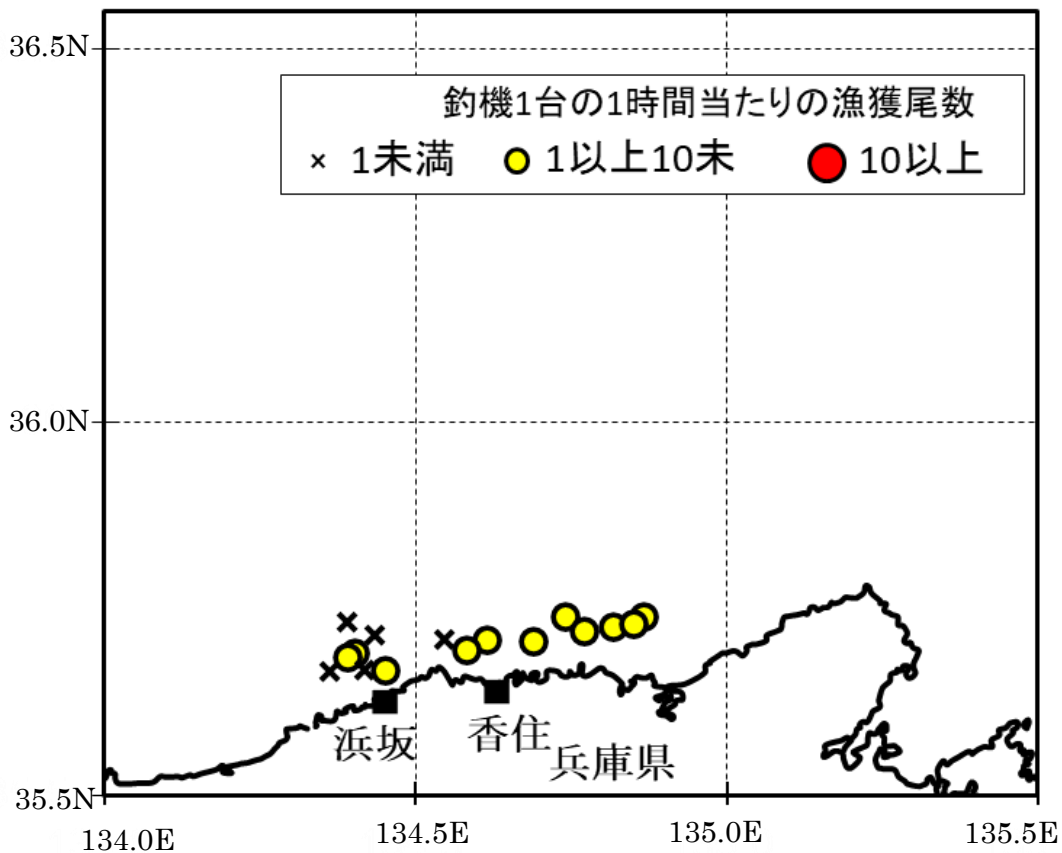 36.5N
釣機1台の1時間当たりの漁獲尾数
× 1未満 1以上10未 10以上
36.0N
浜坂 香住 兵庫県
35.5N
134.0E 134.5E 135.0E 135.5E